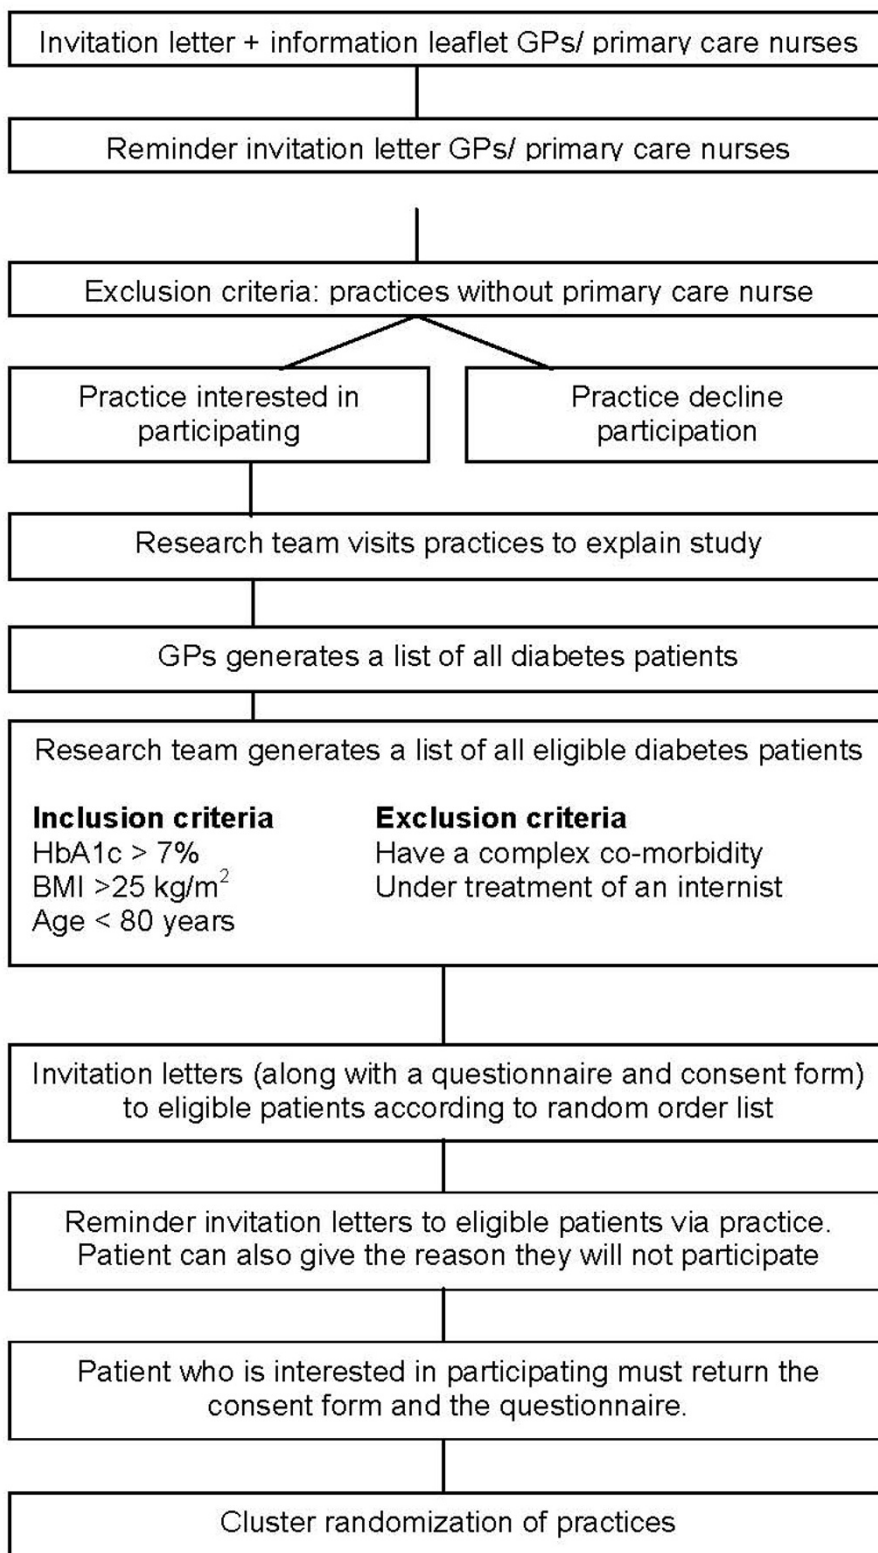 Invitation letter + information leaflet GPs/ primary care nurses
Reminder invitation letter GPs/ primary care nurses
Exclusion criteria: practices without primary care nurse
Practice interested in
participating
Practice decline
participation
Research team visits practices to explain study
GPs generates a list of all diabetes patients
Research team generates a list of all eligible diabetes patients
Inclusion criteria
HbA1c > 7%
BMI >25 kg/m²
Age < 80 years
Exclusion criteria
Have a complex co-morbidity
Under treatment of an internist
Invitation letters (along with a questionnaire and consent form)
to eligible patients according to random order list
Reminder invitation letters to eligible patients via practice.
Patient can also give the reason they will not participate
Patient who is interested in participating must return the
consent form and the questionnaire.
Cluster randomization of practices